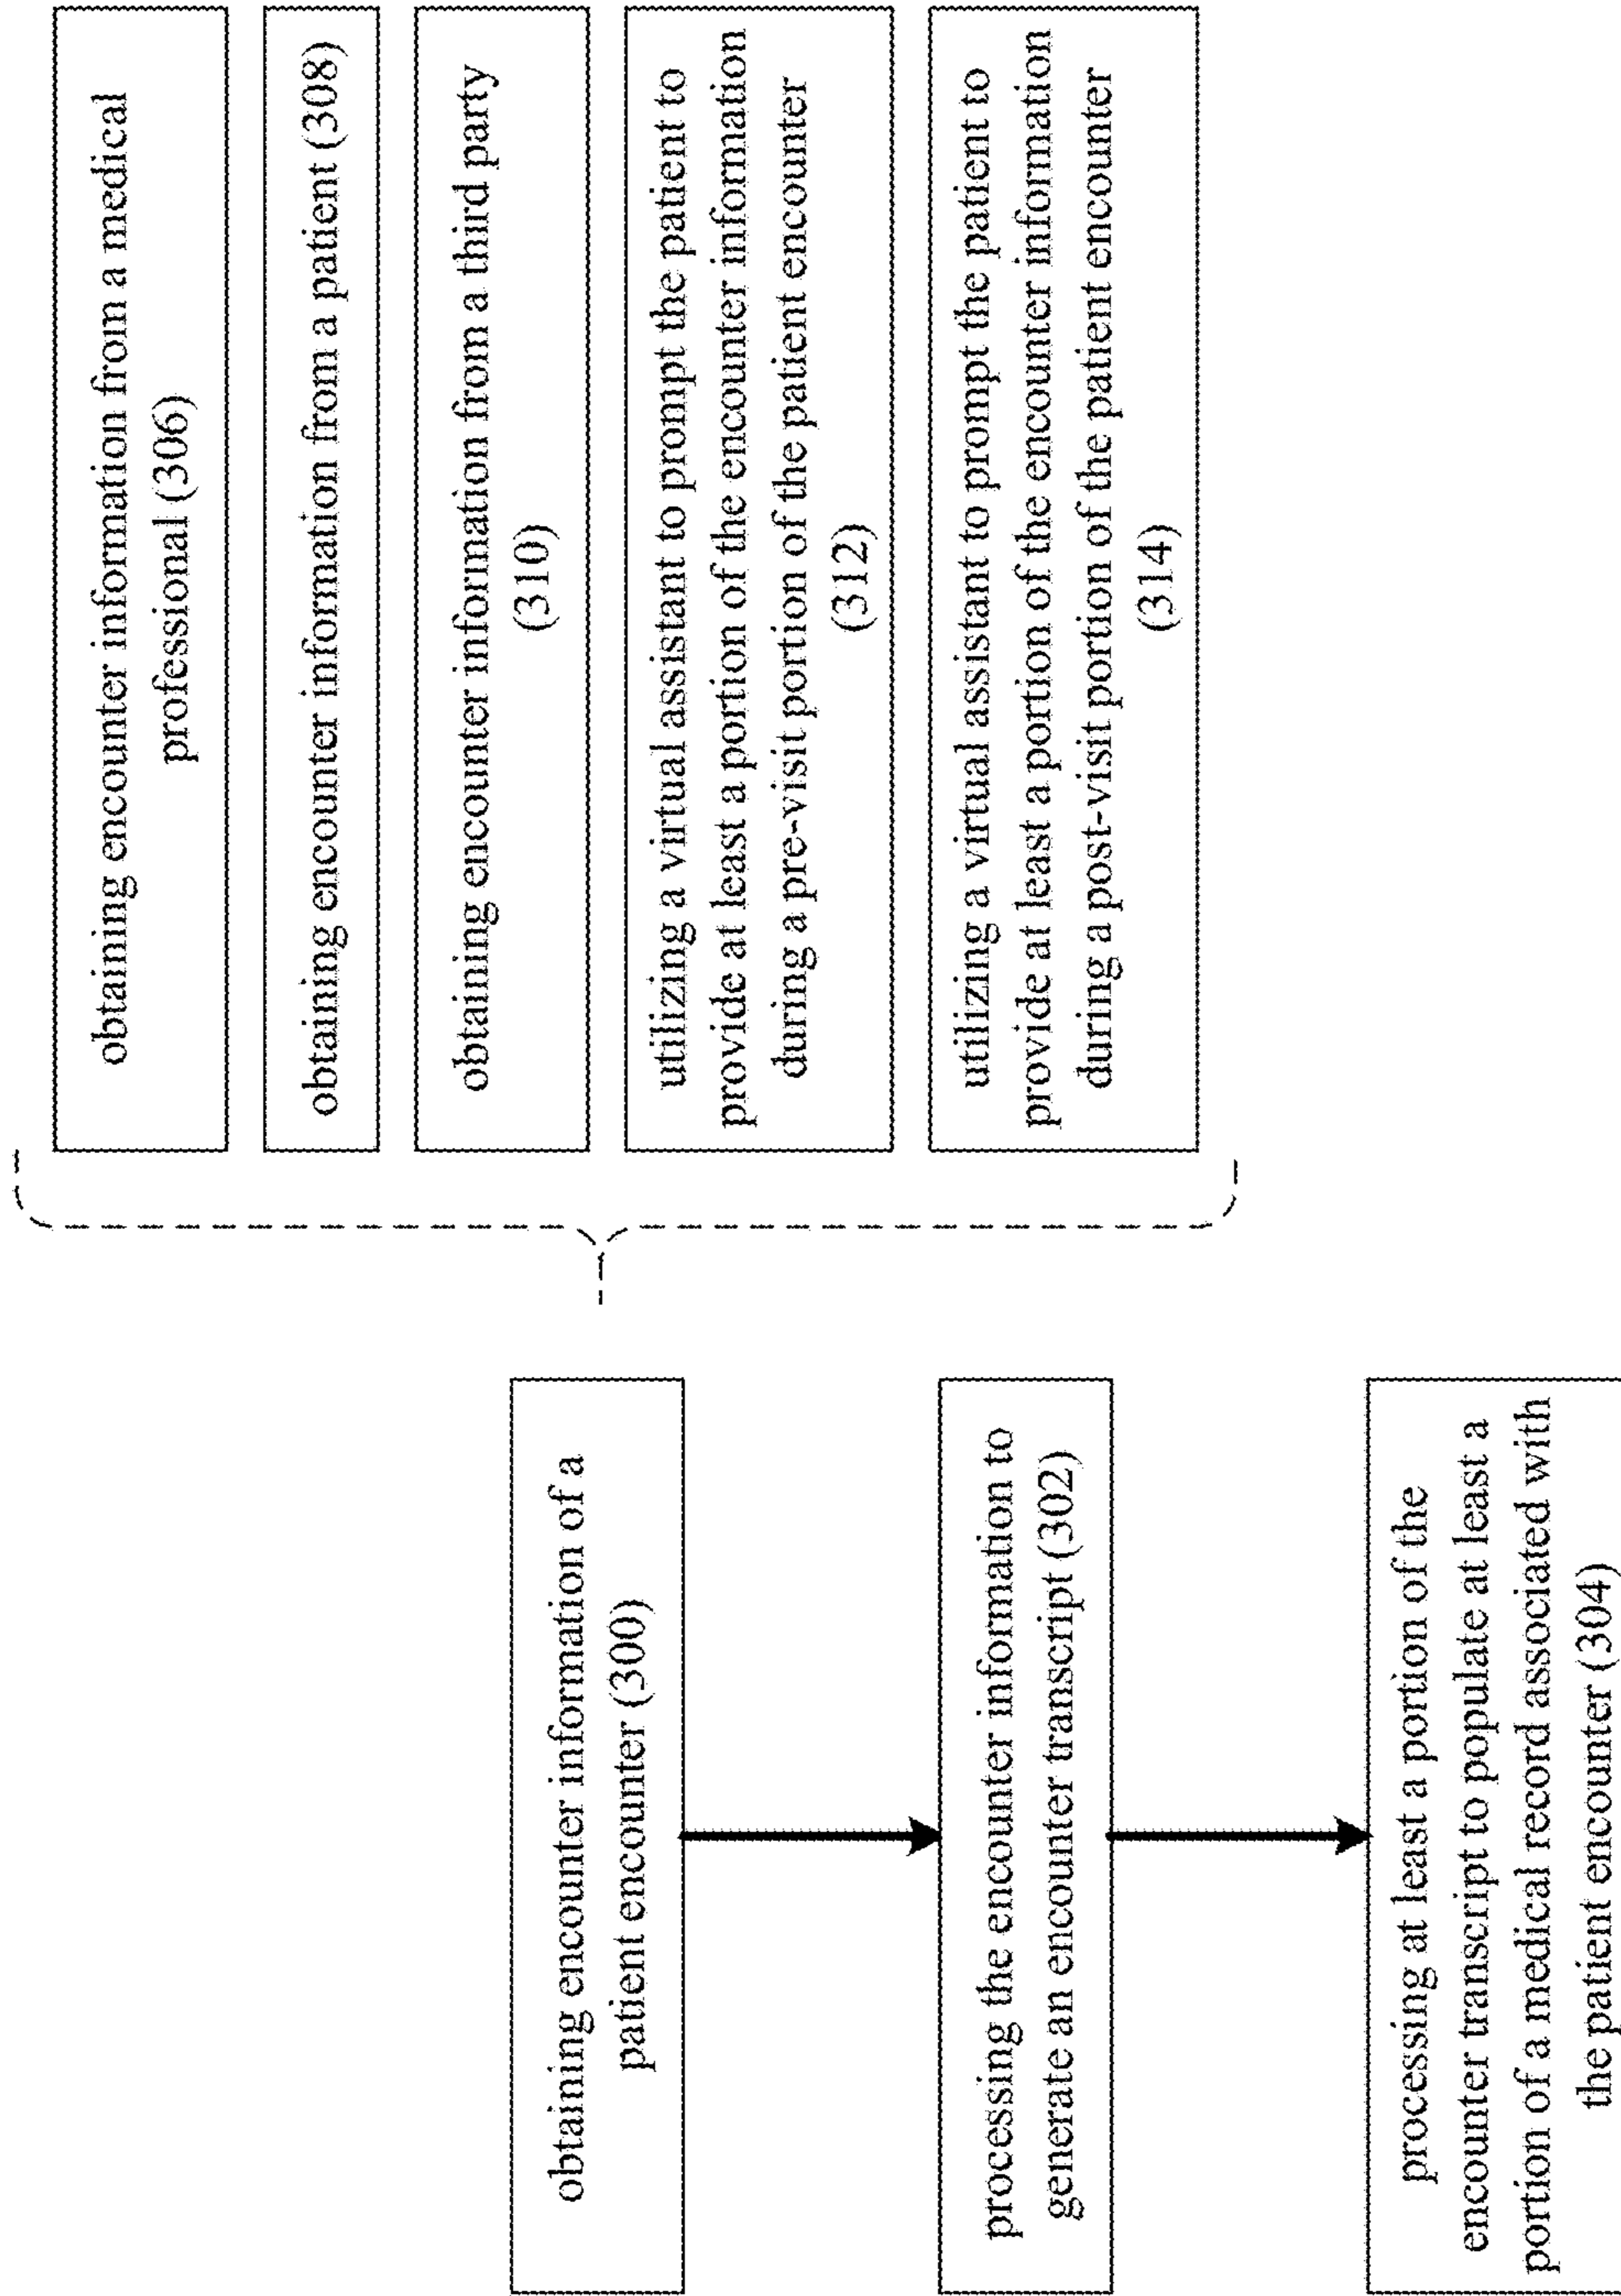 obtaining encounter information of a
patient encounter (300)
processing the encounter information to
generate an encounter transcript (302)
processing at least a portion of the
encounter transcript to populate at least a
portion of a medical record associated with
the patient encounter (304)
obtaining encounter information from a medical
professional (306)
obtaining encounter information from a patient (308)
obtaining encounter information from a third party
(310)
utilizing a virtual assistant to prompt the patient to
provide at least a portion of the encounter information
during a pre-visit portion of the patient encounter
(312)
utilizing a virtual assistant to prompt the patient to
provide at least a portion of the encounter information
during a post-visit portion of the patient encounter
(314)